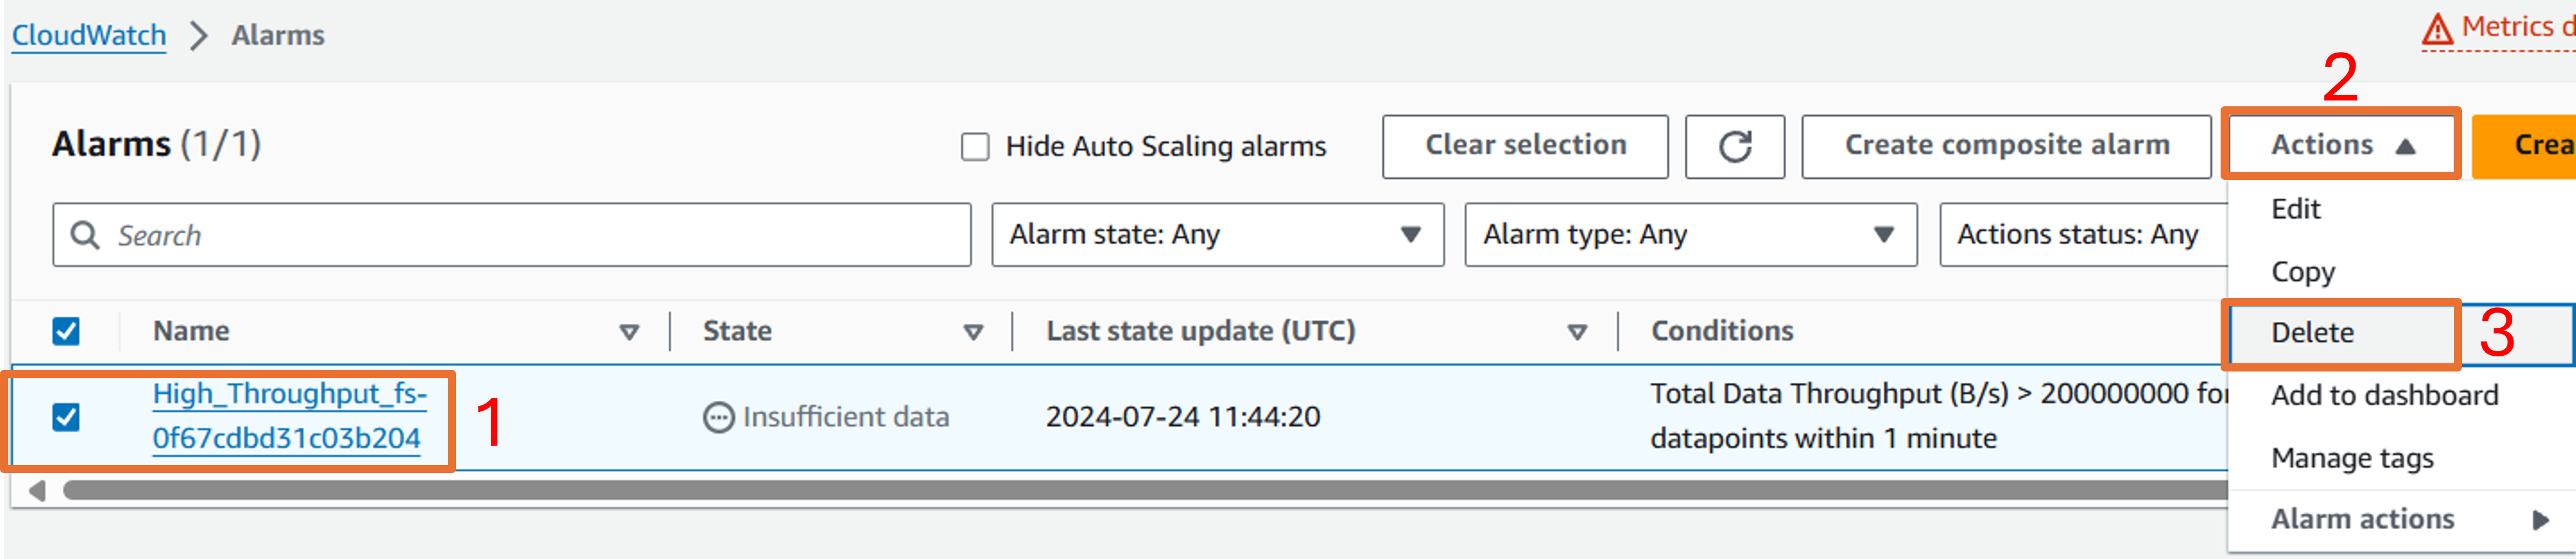 CloudWatch > Alarms
Metrics d
2
Alarms (1/1)
Hide Auto Scaling alarms
Clear selection
Create composite alarm
Actions
Crea
Search
Alarm state: Any
Alarm type: Any
Actions status: Any
Edit
Copy
Delete
3
Add to dashboard
Manage tags
Alarm actions
Name
State
Last state update (UTC)
Conditions
High_Throughput_fs-
0f67cdbd31c03b204
1
Insufficient data
2024-07-24 11:44:20
Total Data Throughput (B/s) > 200000000 for
datapoints within 1 minute